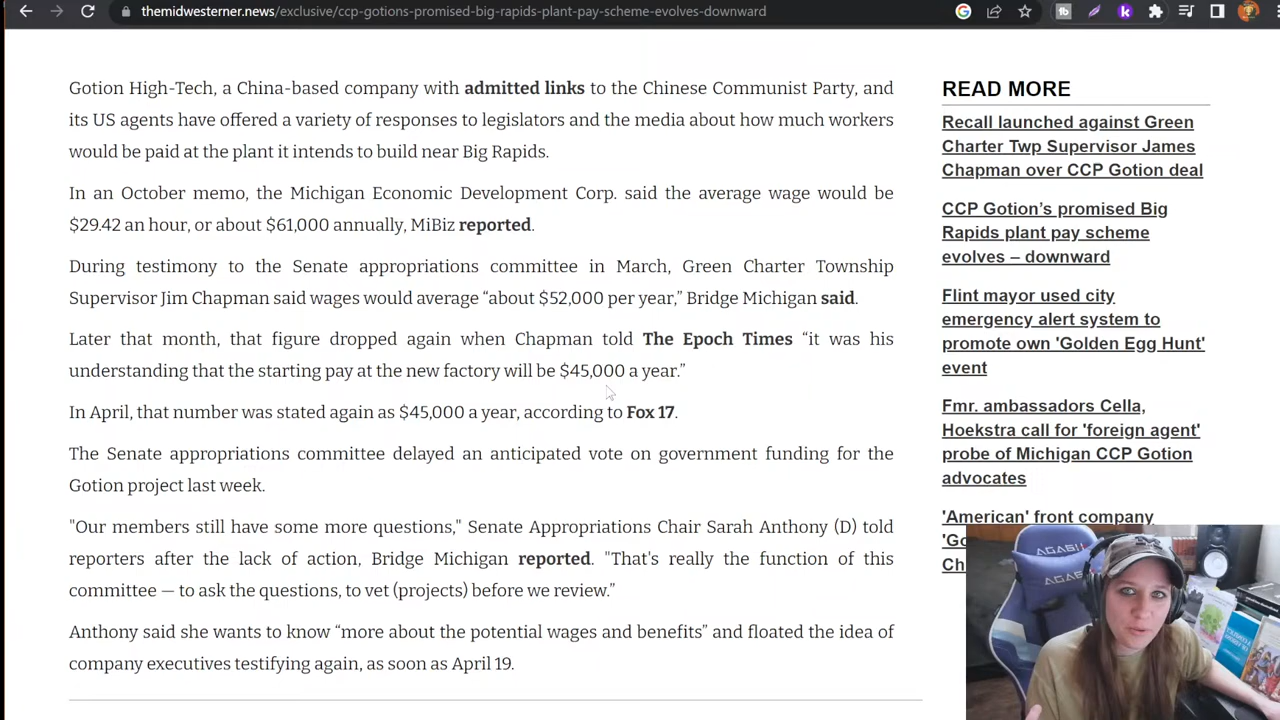 themidwesterner.news/exclusive/ccp-gotions-promised-big-rapids-plant-pay-scheme-evolves-downward
Gotion High-Tech, a China-based company with admitted links to the Chinese Communist Party, and
its US agents have offered a variety of responses to legislators and the media about how much workers
would be paid at the plant it intends to build near Big Rapids.
In an October memo, the Michigan Economic Development Corp. said the average wage would be
$29.42 an hour, or about $61,000 annually, MiBiz reported.
During testimony to the Senate appropriations committee in March, Green Charter Township
Supervisor Jim Chapman said wages would average “about $52,000 per year,” Bridge Michigan said.
Later that month, that figure dropped again when Chapman told The Epoch Times “it was his
understanding that the starting pay at the new factory will be $45,000 a year.”
In April, that number was stated again as $45,000 a year, according to Fox 17.
The Senate appropriations committee delayed an anticipated vote on government funding for the
Gotion project last week.
"Our members still have some more questions," Senate Appropriations Chair Sarah Anthony (D) told
reporters after the lack of action, Bridge Michigan reported. "That's really the function of this
committee — to ask the questions, to vet (projects) before we review.”
Anthony said she wants to know “more about the potential wages and benefits” and floated the idea of
company executives testifying again, as soon as April 19.
READ MORE
Recall launched against Green
Charter Twp Supervisor James
Chapman over CCP Gotion deal
CCP Gotion’s promised Big
Rapids plant pay scheme
evolves – downward
Flint mayor used city
emergency alert system to
promote own 'Golden Egg Hunt'
event
Fmr. ambassadors Cella,
Hoekstra call for 'foreign agent'
probe of Michigan CCP Gotion
advocates
'American' front company